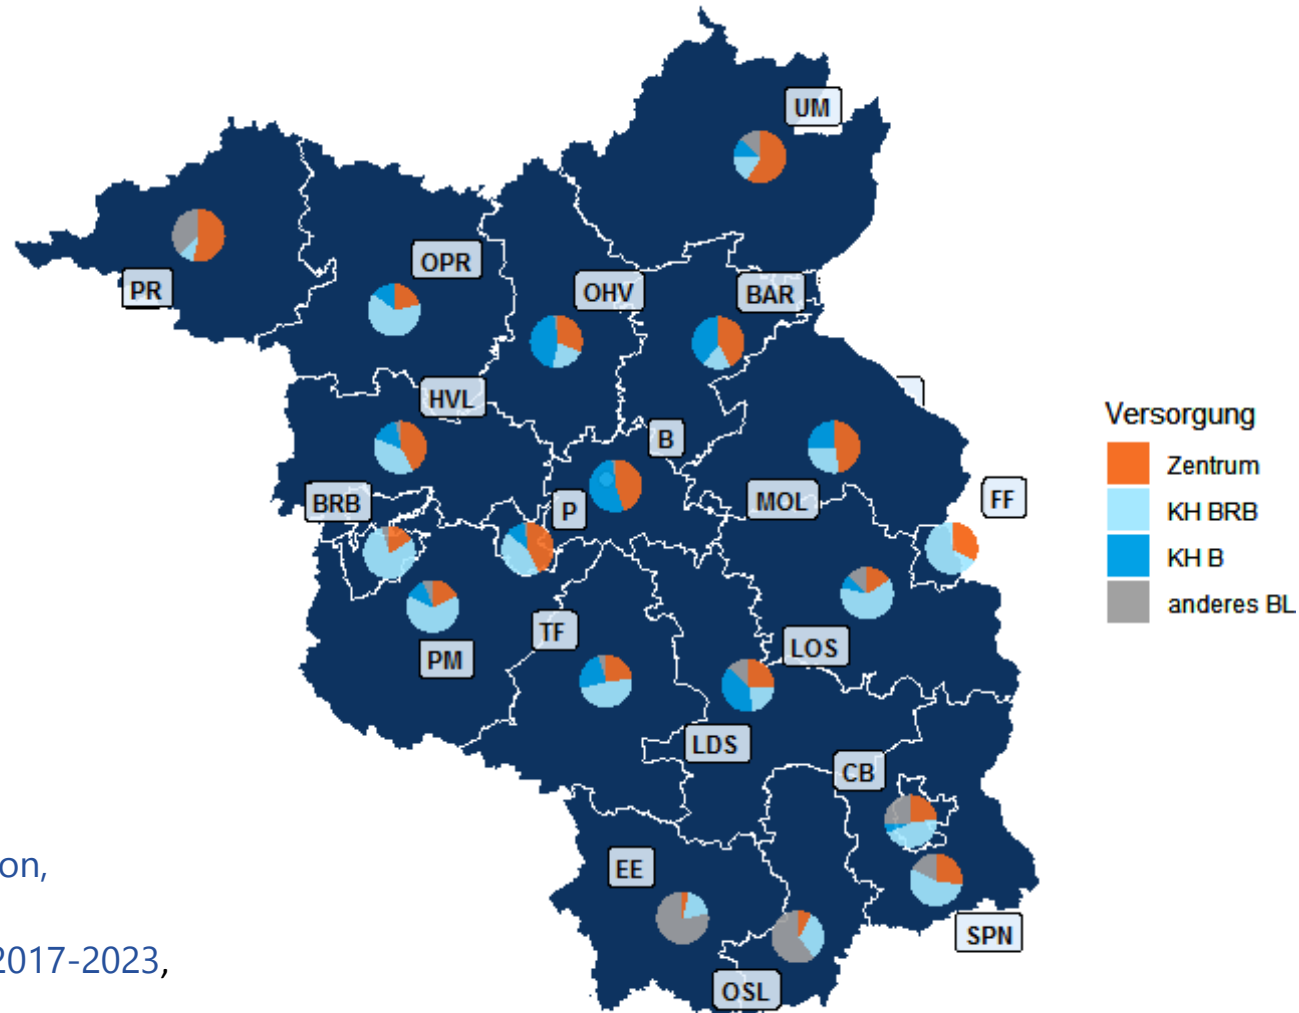 UM
OPR
PR
OHV
BAR
HVL
B
BRB
P
MOL
FF
TF
PM
LOS
LDS
CB
EE
SPN
OSL
Versorgung
Zentrum
KH BRB
KH B
anderes BL
on,
2017-2023,